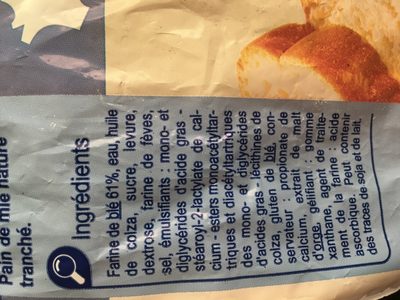 Pain de mie nature
tranché.
Ingrédients
Farine de blé 61%, eau, huile
de colza, sucre, levure,
dextrose, farine de fèves,
sel, émulsifiants : mono- et
diglycérides d'acide gras -
stéaroyl-2-lactylate de cal-
cium - esters monoacétyltar-
triques et diacétyltartriques
des mono- et diglycérides
d'acides gras - lécithines de
colza, gluten de blé, con-
servateur : propionate de
calcium, extrait de malt
d'orge, gélifiant : gomme
xanthane, agent de traite-
ment de la farine : acide
ascorbique. Peut contenir
des traces de soja et de lait.